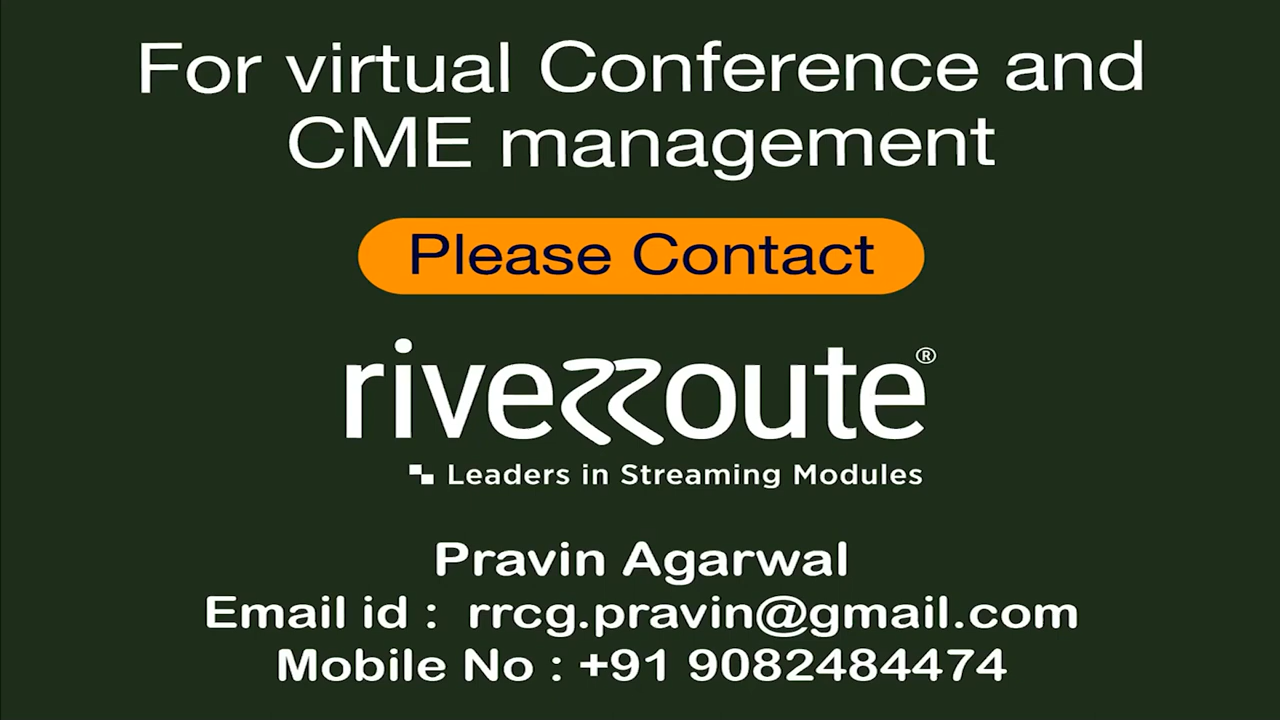 For virtual Conference and
CME management
Please Contact
riverroute®
Leaders in Streaming Modules
Pravin Agarwal
Email id : rrcg.pravin@gmail.com
Mobile No : +91 9082484474